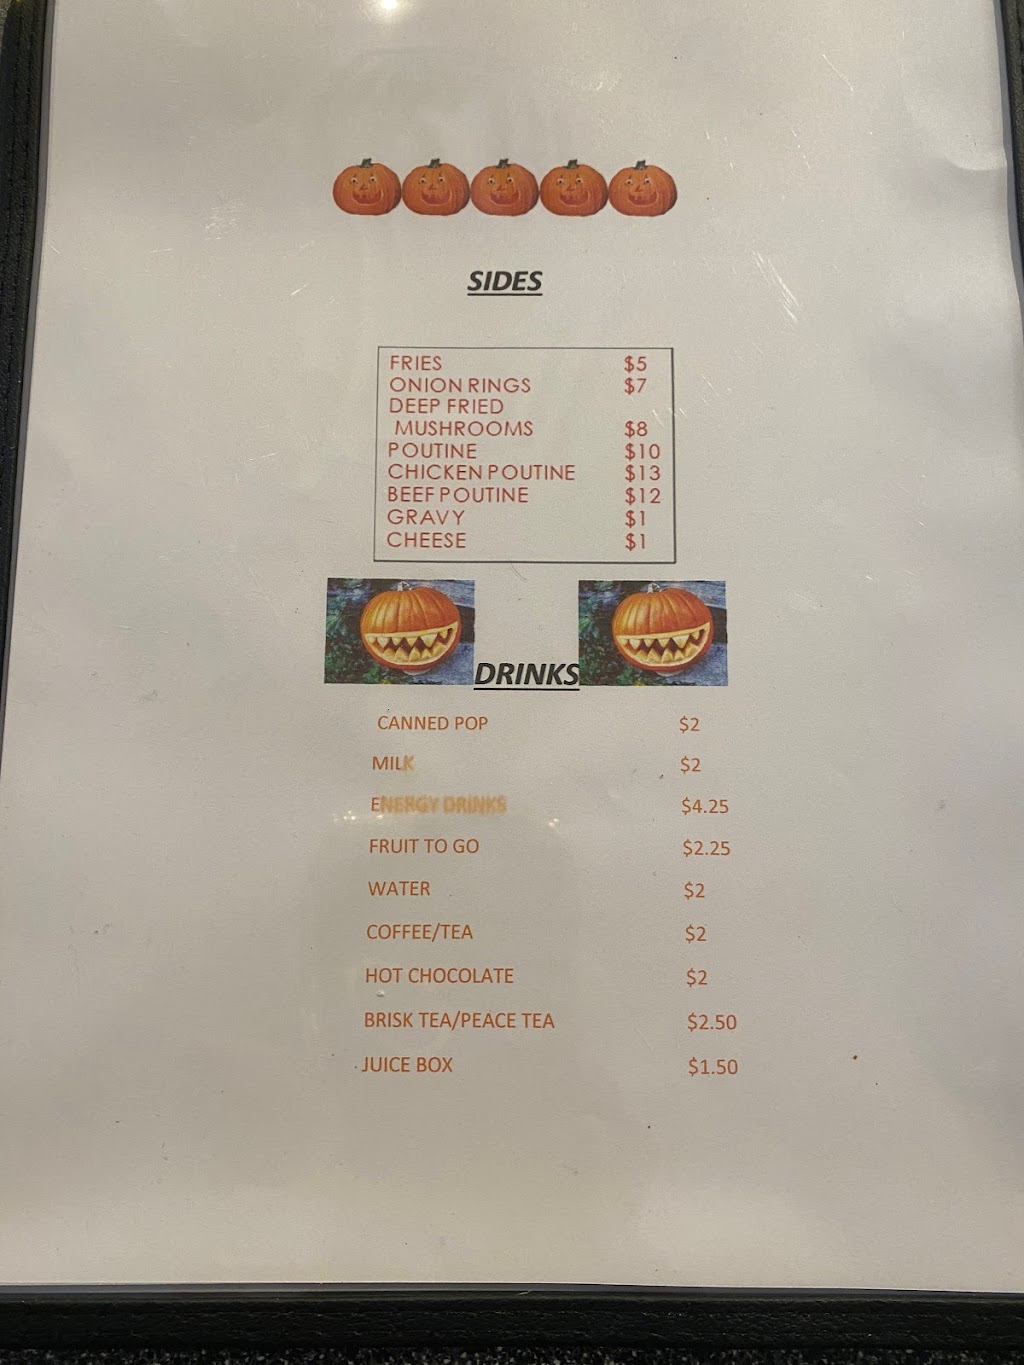 SIDES
FRIES $5
ONION RINGS $7
DEEP FRIED
MUSHROOMS $8
POUTINE $10
CHICKEN POUTINE $13
BEEF POUTINE $12
GRAVY $1
CHEESE $1
DRINKS
CANNED POP $2
MILK $2
ENERGY DRINKS $4.25
FRUIT TO GO $2.25
WATER $2
COFFEE/TEA $2
HOT CHOCOLATE $2
BRISK TEA/PEACE TEA $2.50
JUICE BOX $1.50